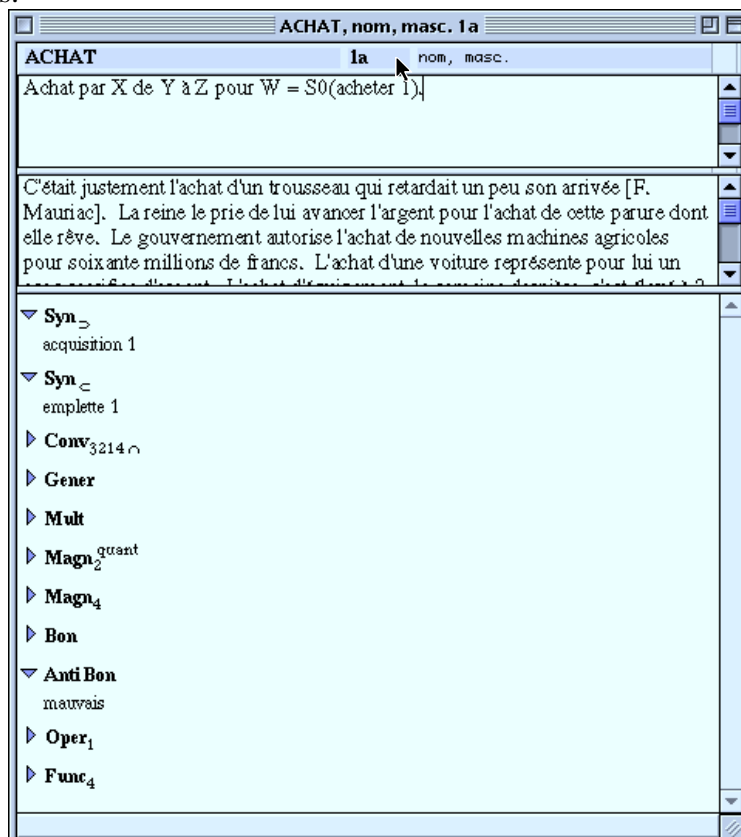 s.
ACHAT, nom, masc. 1a
ACHAT 1a nom, masc.
Achat par X de Y à Z pour W = S0(acheter 1).
C'était justement l'achat d'un trousseau qui retardait un peu son arrivée [F.
Mauriac]. La reine le prie de lui avancer l'argent pour l'achat de cette parure dont
elle rêve. Le gouvernement autorise l'achat de nouvelles machines agricoles
pour soixante millions de francs. L'achat d'une voiture représente pour lui un
Syn⊃
acquisition 1
Syn⊂
emplette 1
Conv3214∩
Gener
Mult
Magn2quant
Magn4
Bon
AntiBon
mauvais
Oper1
Func4